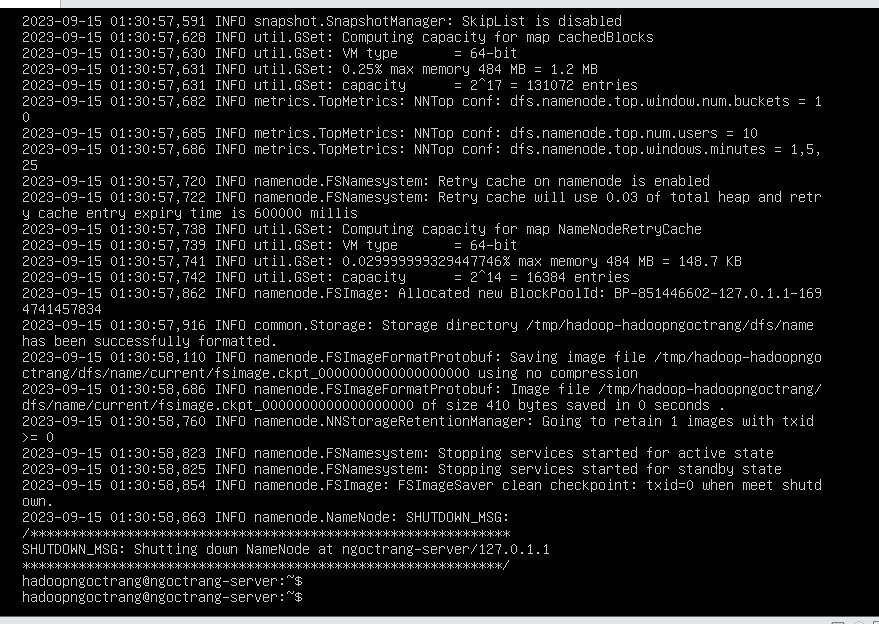 2023-09-15 01:30:57,591 INFO snapshot.SnapshotManager: SkipList is disabled
2023-09-15 01:30:57,628 INFO util.GSet: Computing capacity for map cachedBlocks
2023-09-15 01:30:57,630 INFO util.GSet: VM type       = 64-bit
2023-09-15 01:30:57,631 INFO util.GSet: 0.25% max memory 484 MB = 1.2 MB
2023-09-15 01:30:57,631 INFO util.GSet: capacity      = 2^17 = 131072 entries
2023-09-15 01:30:57,682 INFO metrics.TopMetrics: NNTop conf: dfs.namenode.top.window.num.buckets = 1
0
2023-09-15 01:30:57,685 INFO metrics.TopMetrics: NNTop conf: dfs.namenode.top.num.users = 10
2023-09-15 01:30:57,686 INFO metrics.TopMetrics: NNTop conf: dfs.namenode.top.windows.minutes = 1,5,
25
2023-09-15 01:30:57,720 INFO namenode.FSNamesystem: Retry cache on namenode is enabled
2023-09-15 01:30:57,722 INFO namenode.FSNamesystem: Retry cache will use 0.03 of total heap and retr
y cache entry expiry time is 600000 millis
2023-09-15 01:30:57,738 INFO util.GSet: Computing capacity for map NameNodeRetryCache
2023-09-15 01:30:57,739 INFO util.GSet: VM type       = 64-bit
2023-09-15 01:30:57,741 INFO util.GSet: 0.029999999329447746% max memory 484 MB = 148.7 KB
2023-09-15 01:30:57,742 INFO util.GSet: capacity      = 2^14 = 16384 entries
2023-09-15 01:30:57,862 INFO namenode.FSImage: Allocated new BlockPoolId: BP-851446602-127.0.1.1-169
4741457834
2023-09-15 01:30:57,916 INFO common.Storage: Storage directory /tmp/hadoop-hadoopngoctrang/dfs/name
has been successfully formatted.
2023-09-15 01:30:58,110 INFO namenode.FSImageFormatProtobuf: Saving image file /tmp/hadoop-hadoopngo
ctrang/dfs/name/current/fsimage.ckpt_0000000000000000000 using no compression
2023-09-15 01:30:58,686 INFO namenode.FSImageFormatProtobuf: Image file /tmp/hadoop-hadoopngoctrang/
dfs/name/current/fsimage.ckpt_0000000000000000000 of size 410 bytes saved in 0 seconds .
2023-09-15 01:30:58,760 INFO namenode.NNStorageRetentionManager: Going to retain 1 images with txid
>= 0
2023-09-15 01:30:58,823 INFO namenode.FSNamesystem: Stopping services started for active state
2023-09-15 01:30:58,825 INFO namenode.FSNamesystem: Stopping services started for standby state
2023-09-15 01:30:58,854 INFO namenode.FSImage: FSImageSaver clean checkpoint: txid=0 when meet shutd
own.
2023-09-15 01:30:58,863 INFO namenode.NameNode: SHUTDOWN_MSG:
/************************************************************
SHUTDOWN_MSG: Shutting down NameNode at ngoctrang-server/127.0.1.1
************************************************************/
hadoopngoctrang@ngoctrang-server:~$
hadoopngoctrang@ngoctrang-server:~$